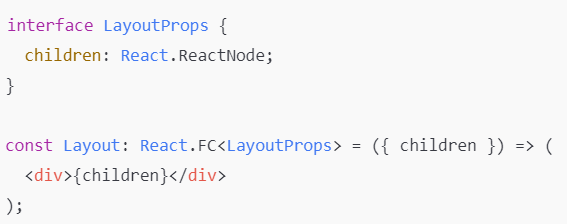 interface LayoutProps {
  children: React.ReactNode;
}

const Layout: React.FC<LayoutProps> = ({ children }) => (
  <div>{children}</div>
);